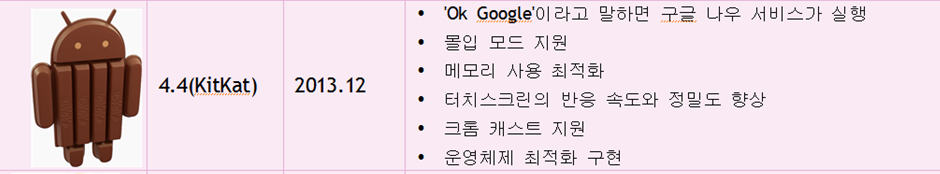 4.4(KitKat)
2013.12
• 'Ok Google'이라고 말하면 구글 나우 서비스가 실행
• 몰입 모드 지원
• 메모리 사용 최적화
• 터치스크린의 반응 속도와 정밀도 향상
• 크롬 캐스트 지원
• 운영체제 최적화 구현